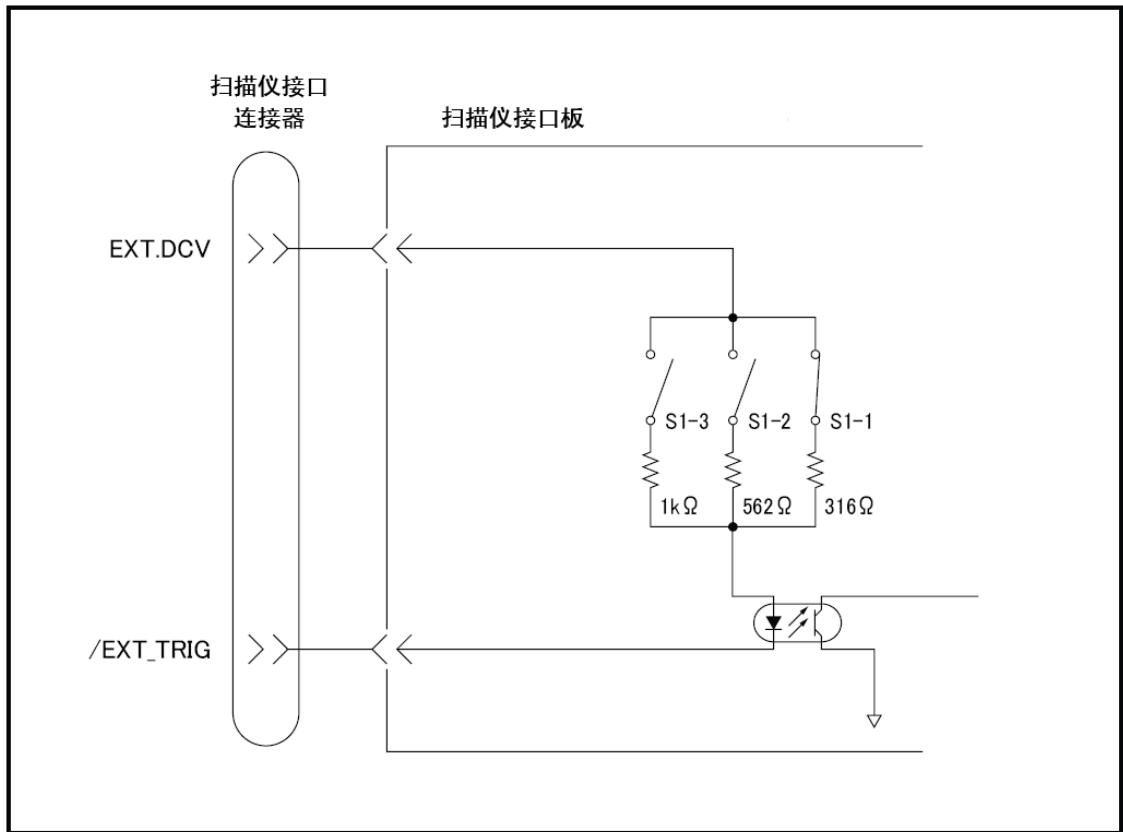 扫描仪接口
连接器
扫描仪接口板
EXT.DCV
S1-3
S1-2
S1-1
1kΩ
562Ω
316Ω
/EXT_TRIG